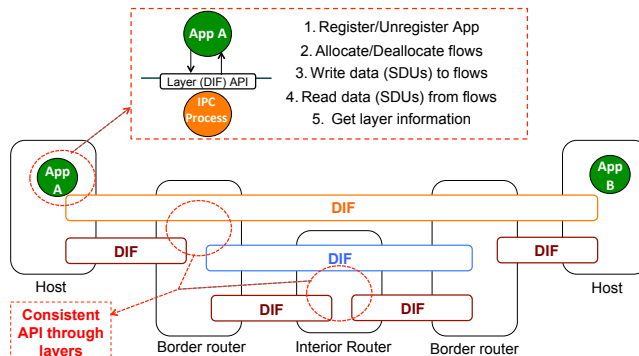 App A
Layer (DIF) API
IPC
Process
1. Register/Unregister App
2. Allocate/Deallocate flows
3. Write data (SDUs) to flows
4. Read data (SDUs) from flows
5. Get layer information
App
A
App
B
DIF
DIF
DIF
DIF
Host
Host
DIF
DIF
Consistent
API through
layers
Border router
Interior Router
Border router